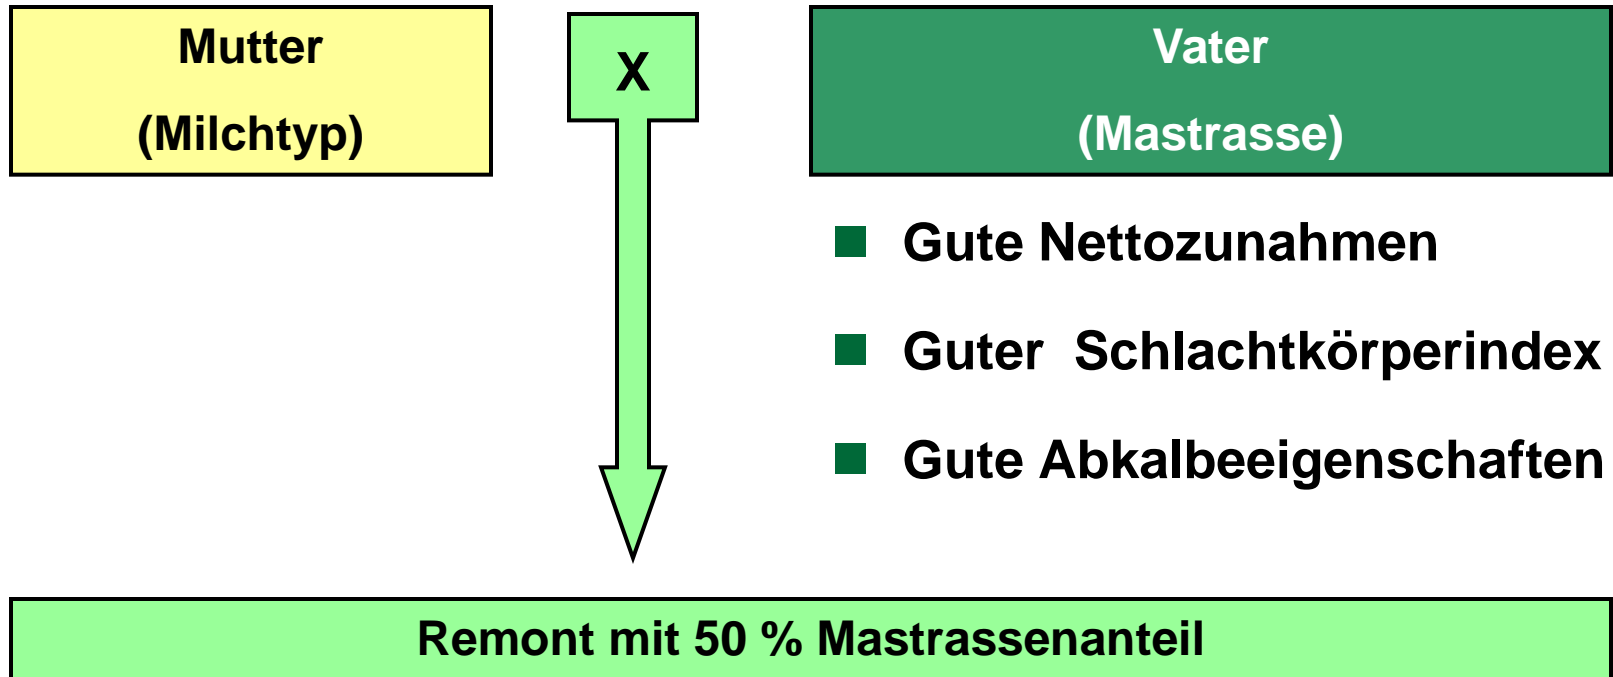 Mutter
(Milchtyp)
X
Vater
(Mastrasse)
Gute Nettozunahmen
Guter Schlachtkörperindex
Gute Abkalbeeigenschaften
Remont mit 50 % Mastrassenanteil